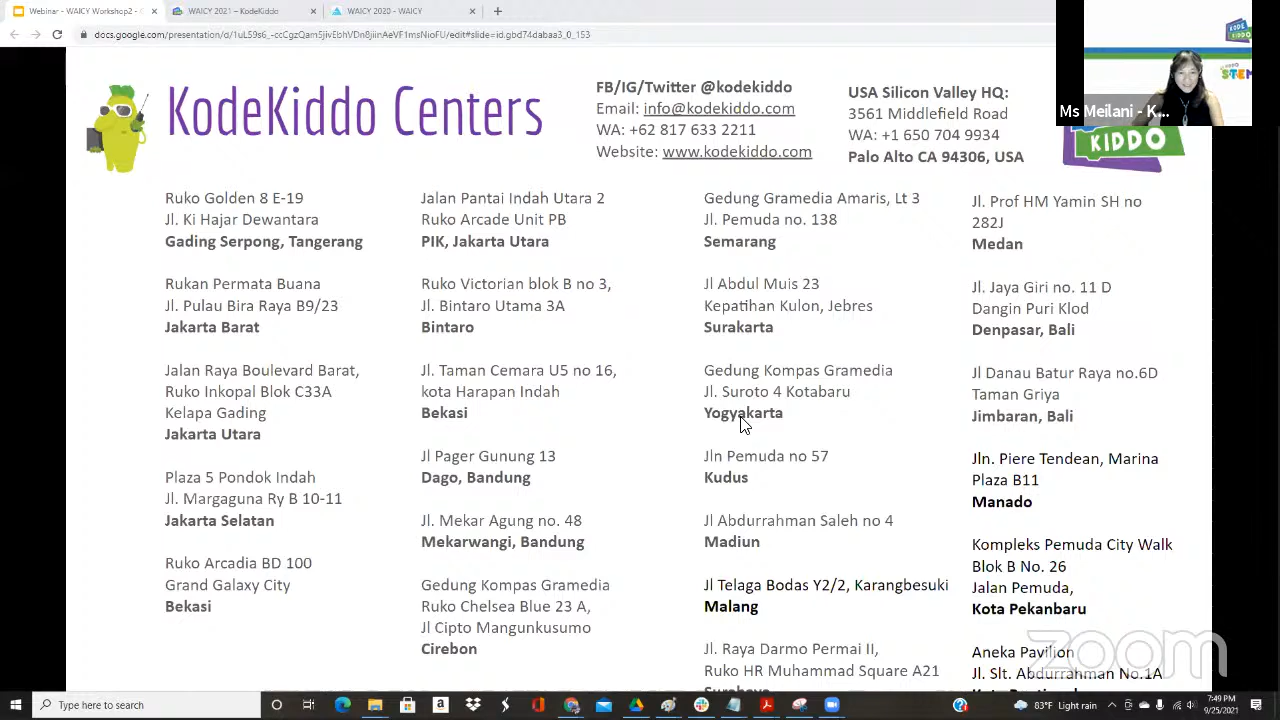 Webinar - WAICY Workshop2 -
WAICY 2021 – KodeKiddo
WAICY 2020 - WAICY
docs.google.com/presentation/d/1uL59s6_-ccCgzQam5jivEbhVDn8jiinAeVF1msNioFU/edit#slide=id.gbd74dabaa3_0_153
Ms Meilani - K...
KodeKiddo Centers
FB/IG/Twitter @kodekiddo
Email: info@kodekiddo.com
WA: +62 817 633 2211
Website: www.kodekiddo.com
USA Silicon Valley HQ:
3561 Middlefield Road
WA: +1 650 704 9934
Palo Alto CA 94306, USA
KIDDO
Ruko Golden 8 E-19
Jl. Ki Hajar Dewantara
Gading Serpong, Tangerang
Rukan Permata Buana
Jl. Pulau Bira Raya B9/23
Jakarta Barat
Jalan Raya Boulevard Barat,
Ruko Inkopal Blok C33A
Kelapa Gading
Jakarta Utara
Plaza 5 Pondok Indah
Jl. Margaguna Ry B 10-11
Jakarta Selatan
Ruko Arcadia BD 100
Grand Galaxy City
Bekasi
Jalan Pantai Indah Utara 2
Ruko Arcade Unit PB
PIK, Jakarta Utara
Ruko Victorian blok B no 3,
Jl. Bintaro Utama 3A
Bintaro
Jl. Taman Cemara U5 no 16,
kota Harapan Indah
Bekasi
Jl Pager Gunung 13
Dago, Bandung
Jl. Mekar Agung no. 48
Mekarwangi, Bandung
Gedung Kompas Gramedia
Ruko Chelsea Blue 23 A,
Jl Cipto Mangunkusumo
Cirebon
Gedung Gramedia Amaris, Lt 3
Jl. Pemuda no. 138
Semarang
Jl Abdul Muis 23
Kepatihan Kulon, Jebres
Surakarta
Gedung Kompas Gramedia
Jl. Suroto 4 Kotabaru
Yogyakarta
Jln Pemuda no 57
Kudus
Jl Abdurrahman Saleh no 4
Madiun
Jl Telaga Bodas Y2/2, Karangbesuki
Malang
Jl. Raya Darmo Permai II,
Ruko HR Muhammad Square A21
Surabaya
Jl. Prof HM Yamin SH no
282J
Medan
Jl. Jaya Giri no. 11 D
Dangin Puri Klod
Denpasar, Bali
Jl Danau Batur Raya no.6D
Taman Griya
Jimbaran, Bali
Jln. Piere Tendean, Marina
Plaza B11
Manado
Kompleks Pemuda City Walk
Blok B No. 26
Jalan Pemuda,
Kota Pekanbaru
Aneka Pavilion
Jl. Slt. Abdurrahman No.1A
zoom
Type here to search
83°F Light rain
7:49 PM
9/25/2021